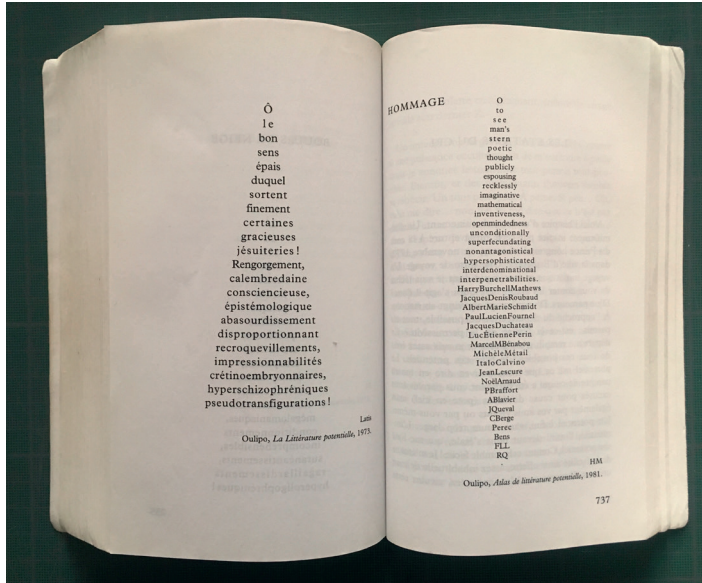 Ô
le
bon
sens
épais
duquel
sortent
finement
certaines
gracieuses
jésuiteries !
Rengorgement,
calembredaine
consciencieuse,
épistémologique
abasourdissement
disproportionnant
recroquevillements,
impressionnabilités
crétinoembryonnaires,
hyperschizophréniques
pseudotransfigurations !
Latis
Oulipo, La Littérature potentielle, 1973.
HOMMAGE
O
to
see
man's
stern
poetic
thought
publicly
espousing
recklessly
imaginative
mathematical
inventiveness,
openmindedness
unconditionally
superfecundating
nonantagonistical
hypersophisticated
interdenominational
interpenetrabilities.
HarryBurchellMathews
JacquesDenisRoubaud
AlbertMarieSchmidt
PaulLucienFournel
JacquesDuchateau
LucÉtiennePerin
MarcelMBénabou
MichèleMétail
ItaloCalvino
JeanLescure
NoëlArnaud
PBraffort
ABlavier
JQueval
CBerge
Perec
Bens
FLL
RQ
HM
Oulipo, Atlas de littérature potentielle, 1981.
737